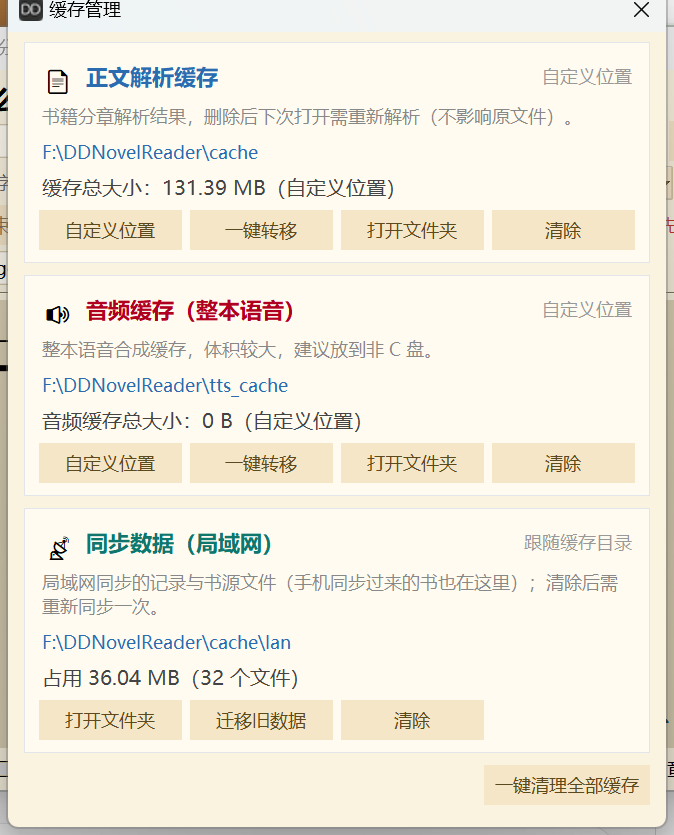 DD 缓存管理
正文解析缓存
自定义位置
书籍分章解析结果，删除后下次打开需重新解析（不影响原文件）。
F:\DDNovelReader\cache
缓存总大小：131.39 MB（自定义位置）
自定义位置 一键转移 打开文件夹 清除
音频缓存（整本语音）
自定义位置
整本语音合成缓存，体积较大，建议放到非 C 盘。
F:\DDNovelReader\tts_cache
音频缓存总大小：0 B（自定义位置）
自定义位置 一键转移 打开文件夹 清除
同步数据（局域网）
跟随缓存目录
局域网同步的记录与书源文件（手机同步过来的书也在这里）；清除后需
重新同步一次。
F:\DDNovelReader\cache\lan
占用 36.04 MB（32 个文件）
打开文件夹 迁移旧数据 清除
一键清理全部缓存